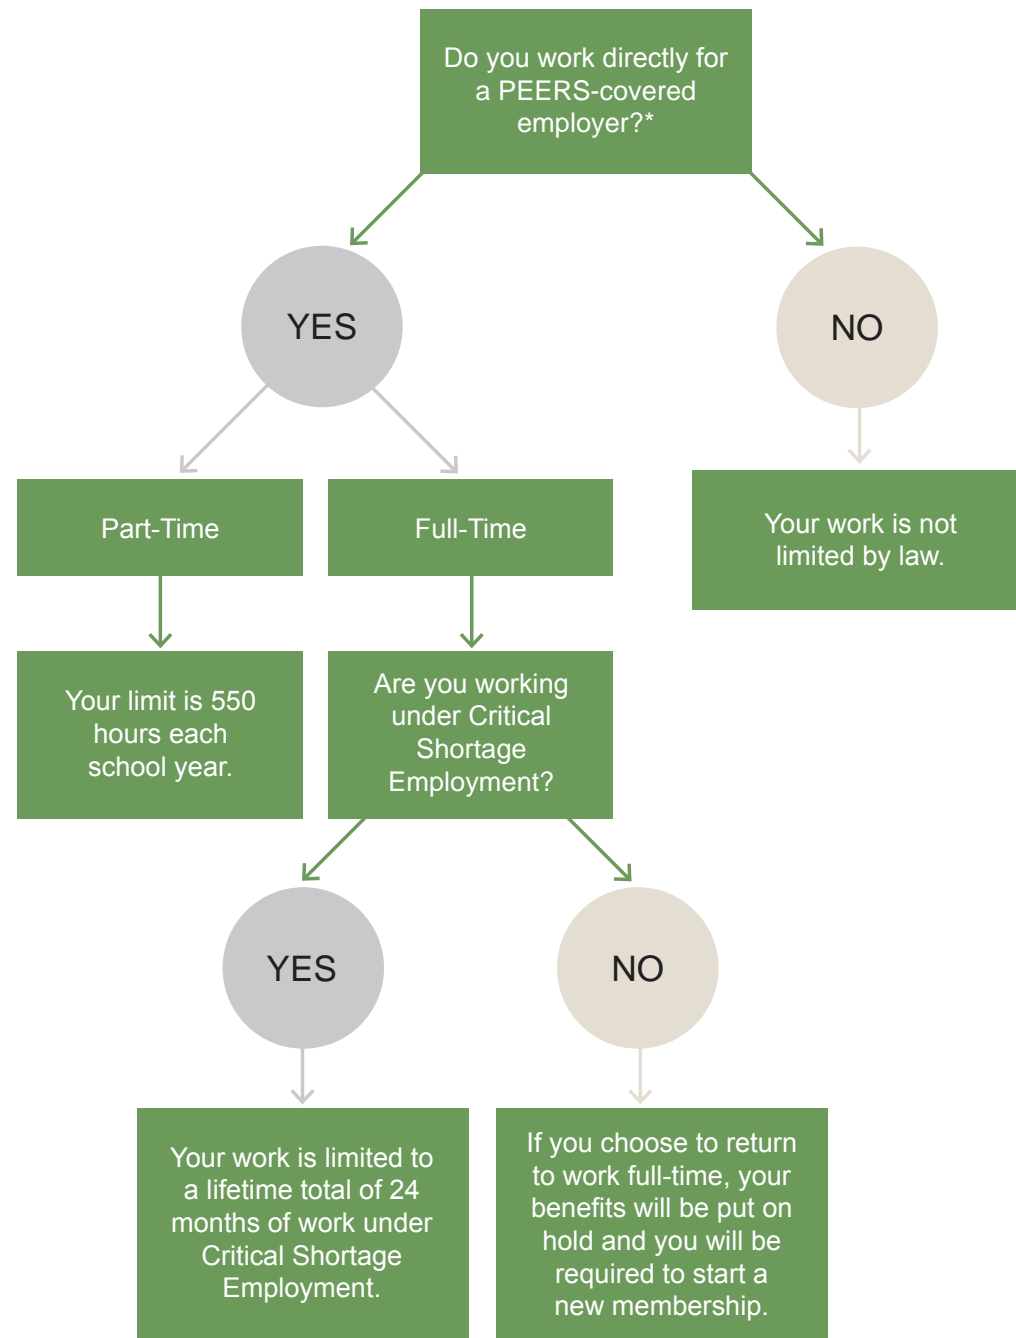 Do you work directly for
a PEERS-covered
employer?*
YES
NO
Part-Time
Full-Time
Your work is not
limited by law.
Your limit is 550
hours each
school year.
Are you working
under Critical
Shortage
Employment?
YES
NO
Your work is limited to
a lifetime total of 24
months of work under
Critical Shortage
Employment.
If you choose to return
to work full-time, your
benefits will be put on
hold and you will be
required to start a
new membership.